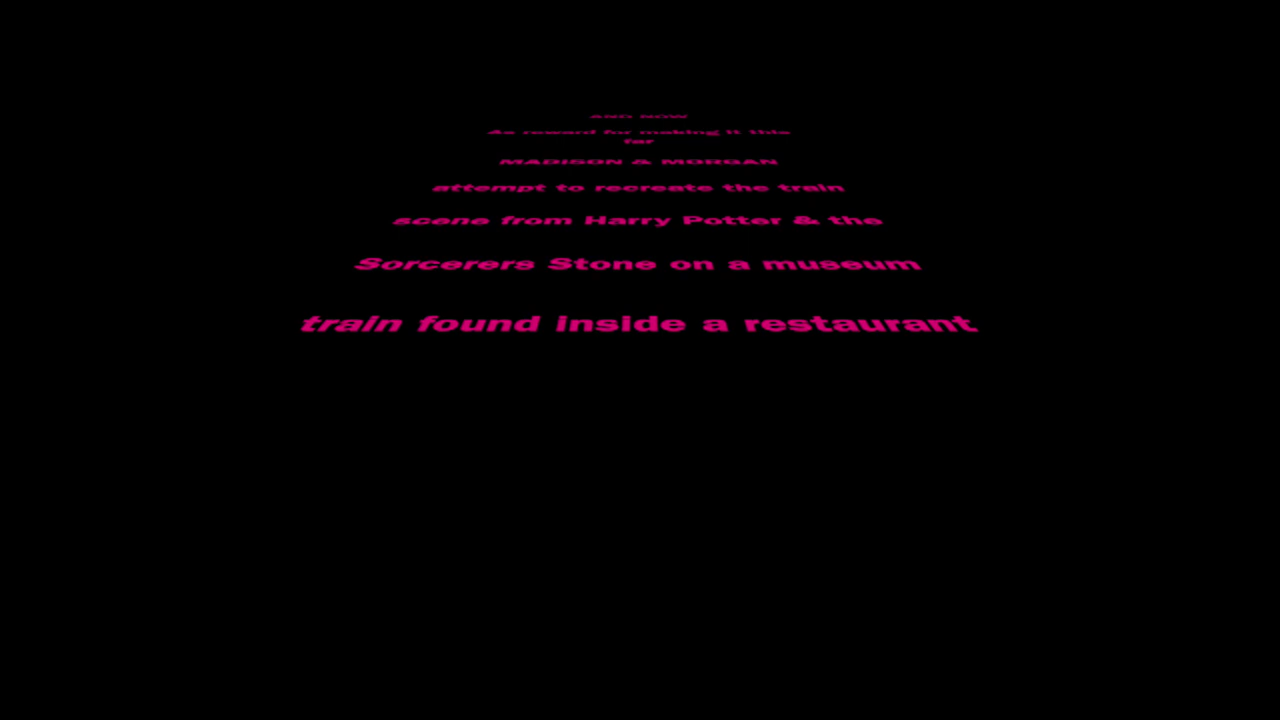 AND NOW
As reward for making it this
far
MADISON & MORGAN
attempt to recreate the train
scene from Harry Potter & the
Sorcerers Stone on a museum
train found inside a restaurant